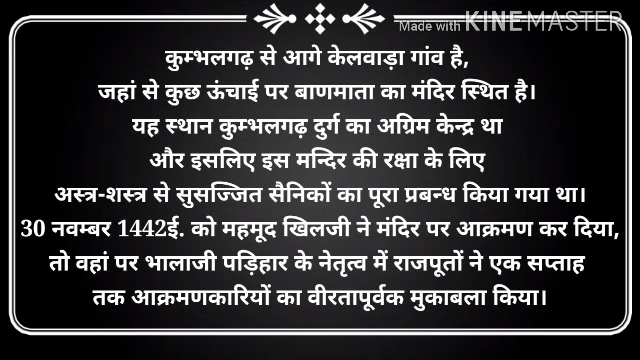 Made with KINEMASTER
कुम्भलगढ़ से आगे केलवाड़ा गांव है,
जहां से कुछ ऊंचाई पर बाणमाता का मंदिर स्थित है।
यह स्थान कुम्भलगढ़ दुर्ग का अग्रिम केन्द्र था
और इसलिए इस मन्दिर की रक्षा के लिए
अस्त्र-शस्त्र से सुसज्जित सैनिकों का पूरा प्रबन्ध किया गया था।
30 नवम्बर 1442ई. को महमूद खिलजी ने मंदिर पर आक्रमण कर दिया,
तो वहां पर भालाजी पड़िहार के नेतृत्व में राजपूतों ने एक सप्ताह
तक आक्रमणकारियों का वीरतापूर्वक मुकाबला किया।